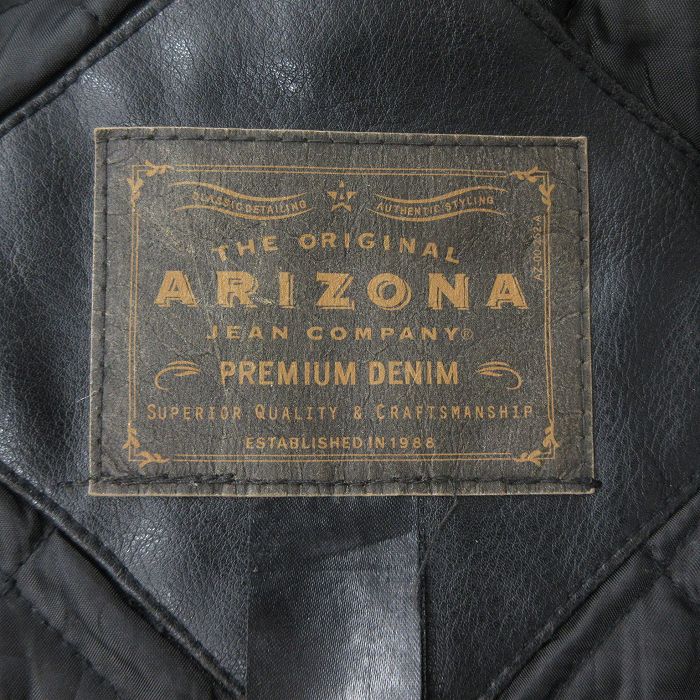 CLASSIC DETAILING
AUTHENTIC STYLING
THE ORIGINAL
ARIZONA
JEAN COMPANY®
PREMIUM DENIM
SUPERIOR QUALITY & CRAFTSMANSHIP
ESTABLISHED IN 1988